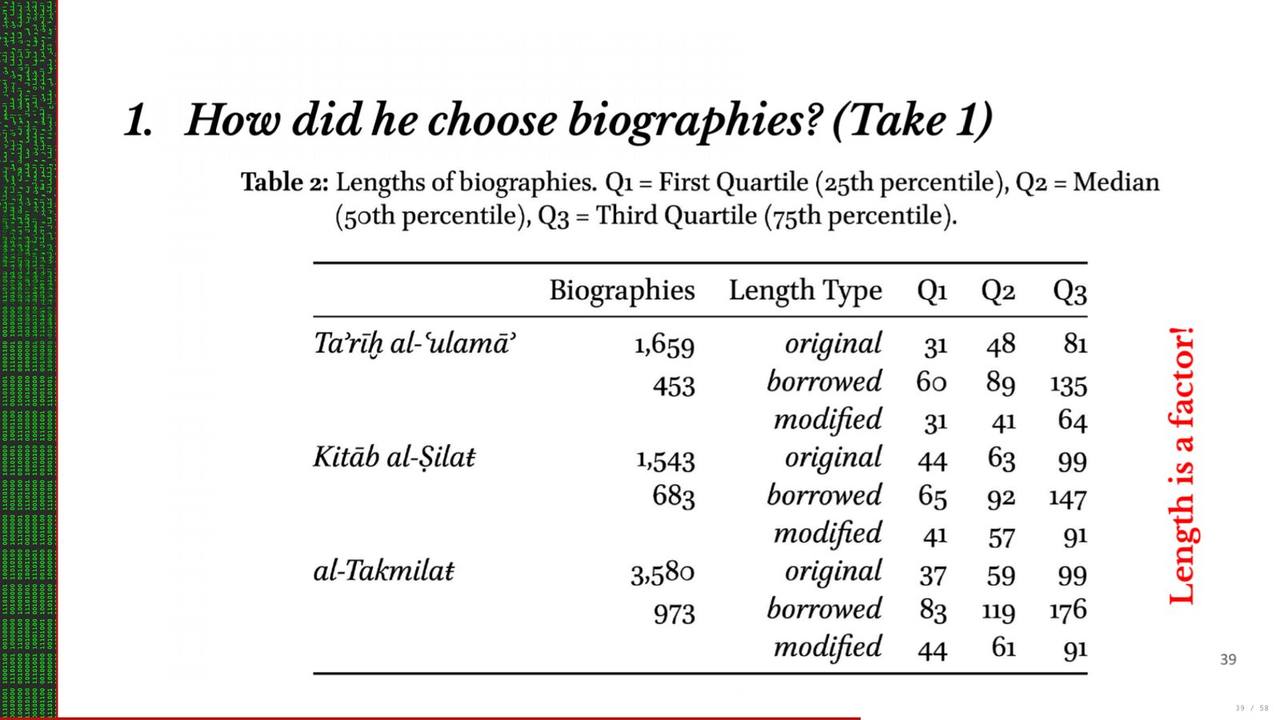 1. How did he choose biographies? (Take 1)
Table 2: Lengths of biographies. Q1 = First Quartile (25th percentile), Q2 = Median
(50th percentile), Q3 = Third Quartile (75th percentile).
Biographies Length Type Q1 Q2 Q3
Taʾrīḫ al-ʿulamāʾ 1,659 original 31 48 81
453 borrowed 60 89 135
modified 31 41 64
Kitāb al-Ṣilaŧ 1,543 original 44 63 99
683 borrowed 65 92 147
modified 41 57 91
al-Takmilaŧ 3,580 original 37 59 99
973 borrowed 83 119 176
modified 44 61 91
Length is a factor!
39
39 / 58